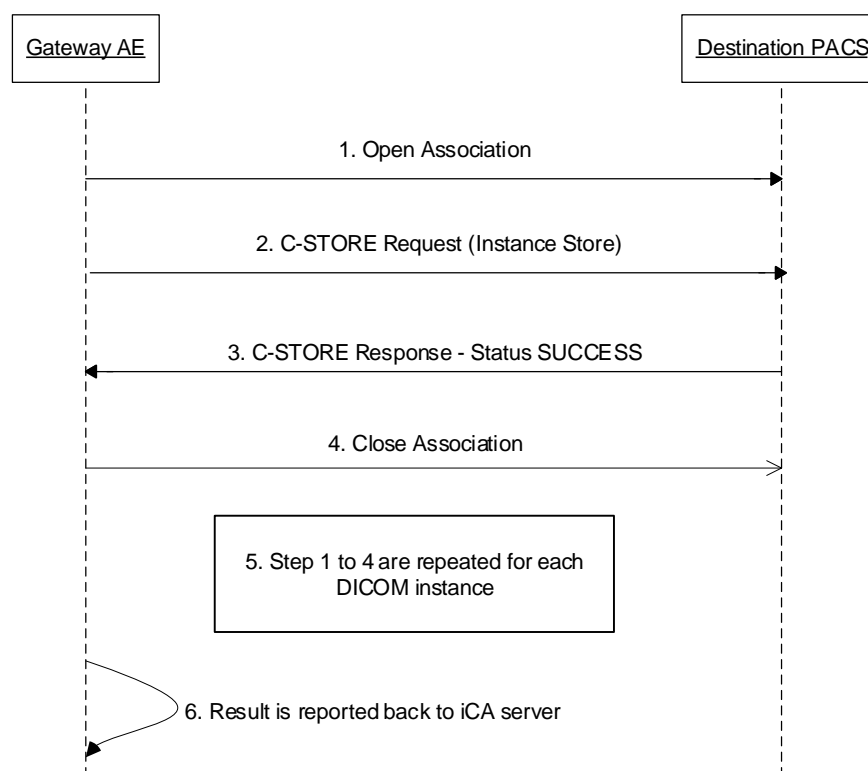 Gateway AE
Destination PACS
1. Open Association
2. C-STORE Request (Instance Store)
3. C-STORE Response - Status SUCCESS
4. Close Association
5. Step 1 to 4 are repeated for each
DICOM instance
6. Result is reported back to iCA server